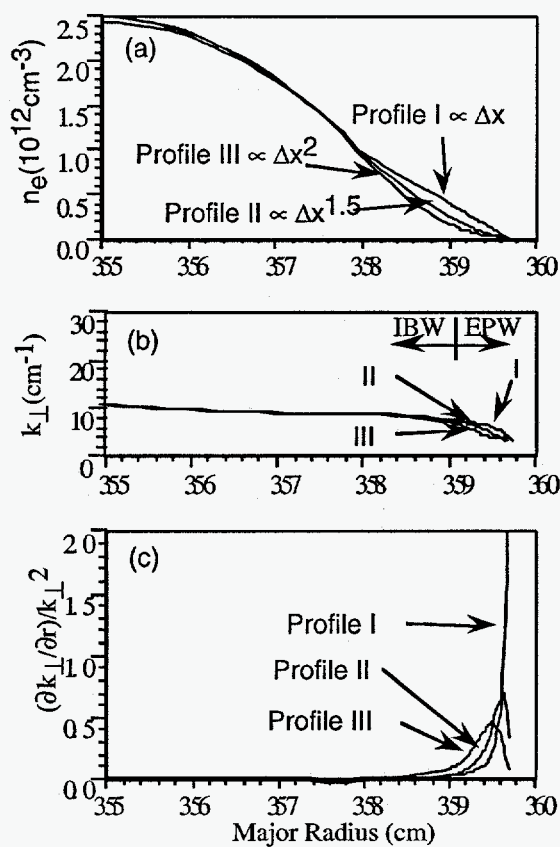 (a)
n_e(10^12 cm^-3)
2.5
2.0
1.5
1.0
0.5
0
Profile I ∝ Δx
Profile III ∝ Δx^2
Profile II ∝ Δx^1.5
355 356 357 358 359 360
(b)
k_⊥(cm^-1)
30
20
10
0
IBW EPW
II
I
III
355 356 357 358 359 360
(c)
(∂k_⊥/∂r)/k_⊥^2
2.0
1.5
1.0
0.5
0.0
Profile I
Profile II
Profile III
355 356 357 358 359 360
Major Radius (cm)